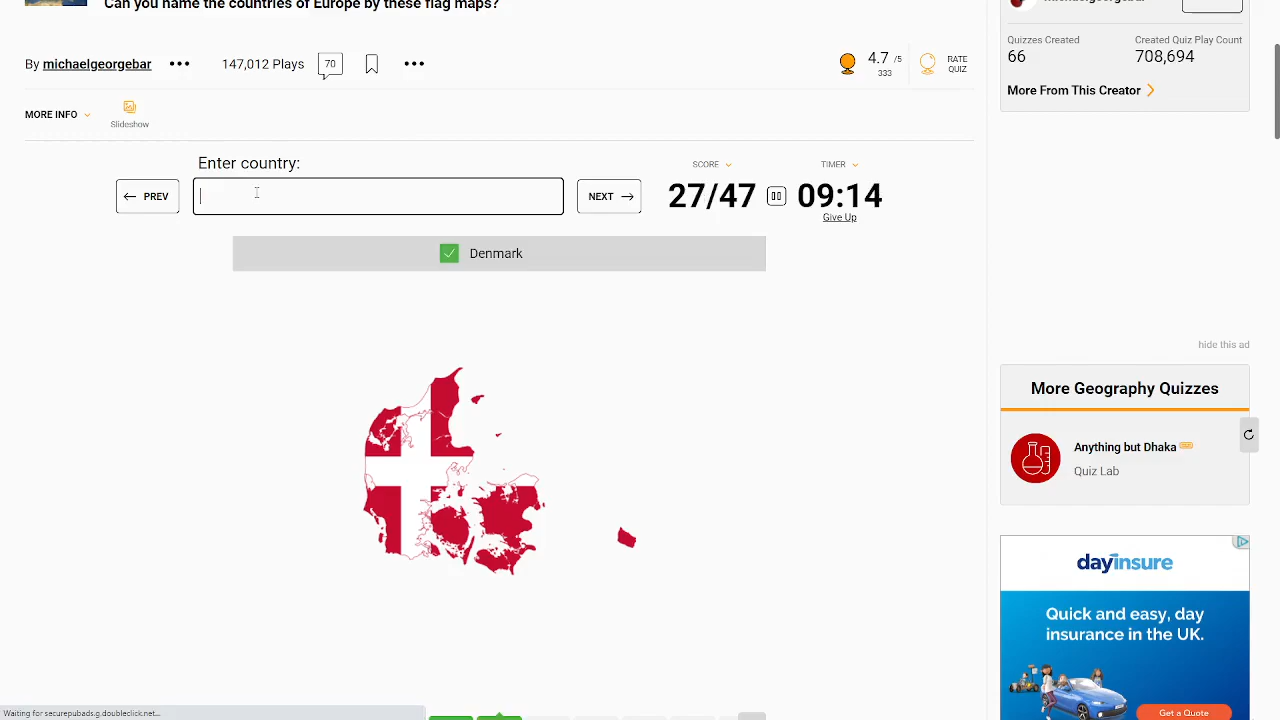 Can you name the countries of Europe by these flag maps?
By michaelgeorgebar
147,012 Plays
70
4.7 /5
333
RATE
QUIZ
MORE INFO
Slideshow
Enter country:
PREV
NEXT
SCORE
27/47
TIMER
09:14
Give Up
Denmark
Quizzes Created
66
Created Quiz Play Count
708,694
More From This Creator
hide this ad
More Geography Quizzes
Anything but Dhaka
Quiz Lab
dayinsure
Quick and easy, day
insurance in the UK.
Get a Quote
Waiting for securepubads.g.doubleclick.net...